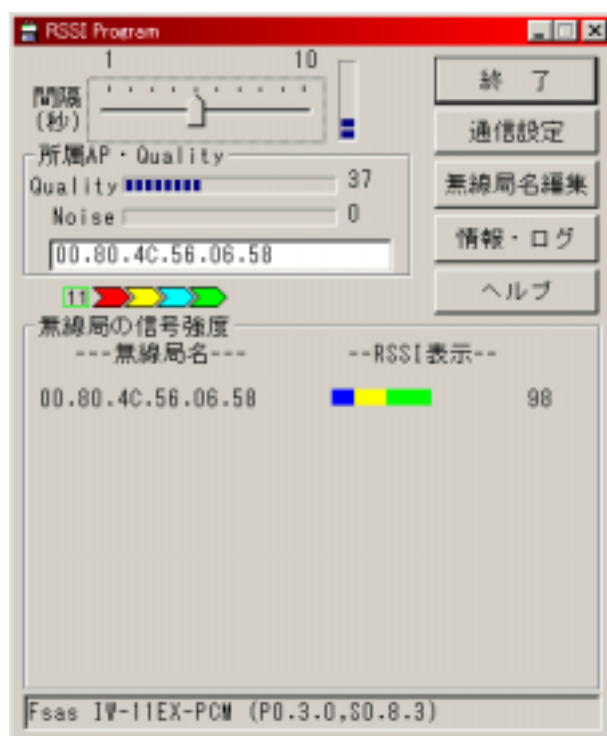 RSSI Program
1 10
間隔
(秒)
終 了
通信設定
無線局名編集
情報・ログ
ヘルプ
所属AP・Quality
Quality 37
Noise 0
00.80.4C.56.06.58
11
無線局の信号強度
---無線局名--- --RSSI表示--
00.80.4C.56.06.58 98
Fsas IW-11EX-PCM (P0.3.0,S0.8.3)